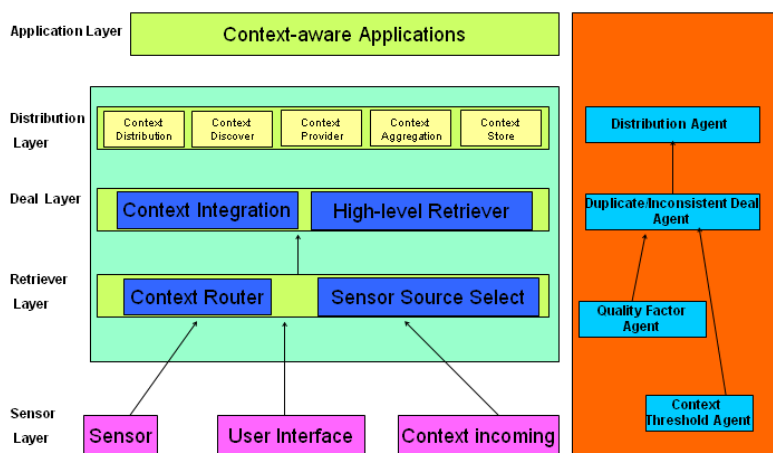 Application Layer
Context-aware Applications
Distribution
Layer
Context
Distribution
Context
Discover
Context
Provider
Context
Aggregation
Context
Store
Distribution Agent
Deal Layer
Context Integration
High-level Retriever
Duplicate/Inconsistent Deal
Agent
Retriever
Layer
Context Router
Sensor Source Select
Quality Factor
Agent
Sensor
Layer
Sensor
User Interface
Context incoming
Context
Threshold Agent